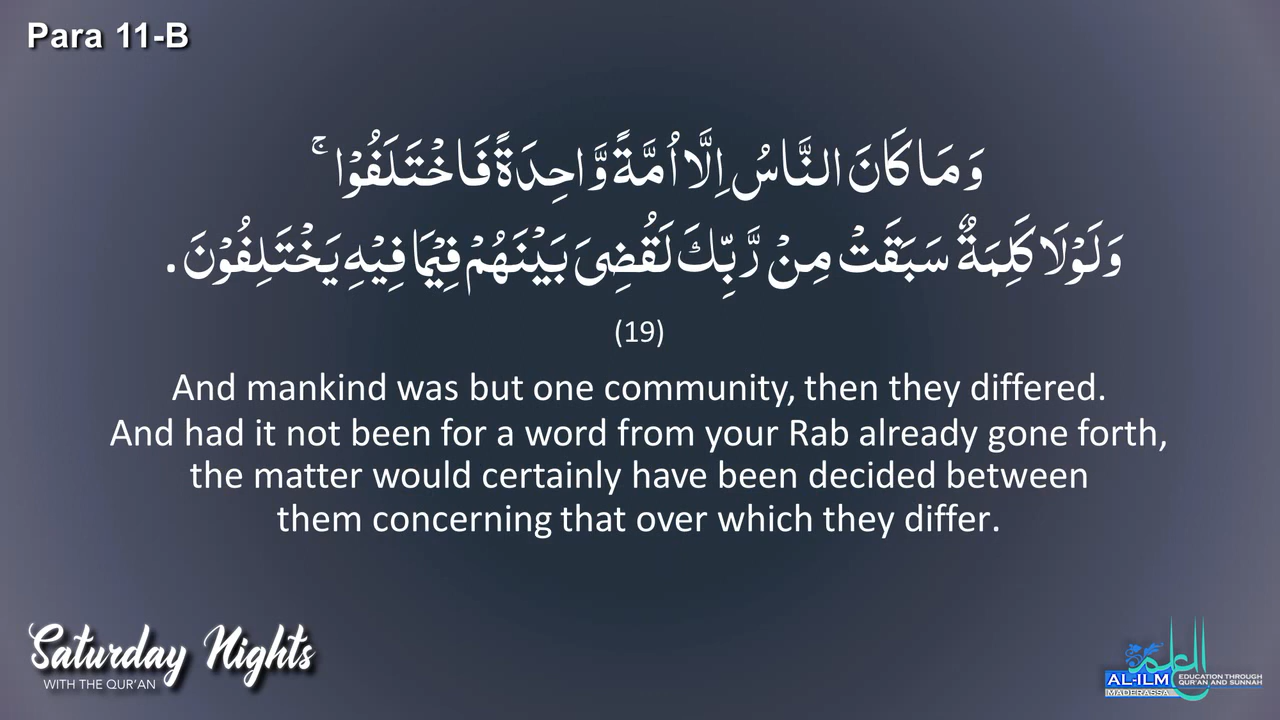 Para 11-B
وَمَا كَانَ النَّاسُ اِلَّا اُمَّةً وَّاحِدَةً فَاخْتَلَفُوْا ۚ
وَلَوْلَا كَلِمَةٌ سَبَقَتْ مِنْ رَّبِّكَ لَقُضِیَ بَيْنَهُمْ فِيْمَا فِيْهِ يَخْتَلِفُوْنَ .
(19)
And mankind was but one community, then they differed.
And had it not been for a word from your Rab already gone forth,
the matter would certainly have been decided between
them concerning that over which they differ.
Saturday Nights
WITH THE QUR'AN
العلم
AL-ILM
MADERASSA
EDUCATION THROUGH
QUR'AN AND SUNNAH